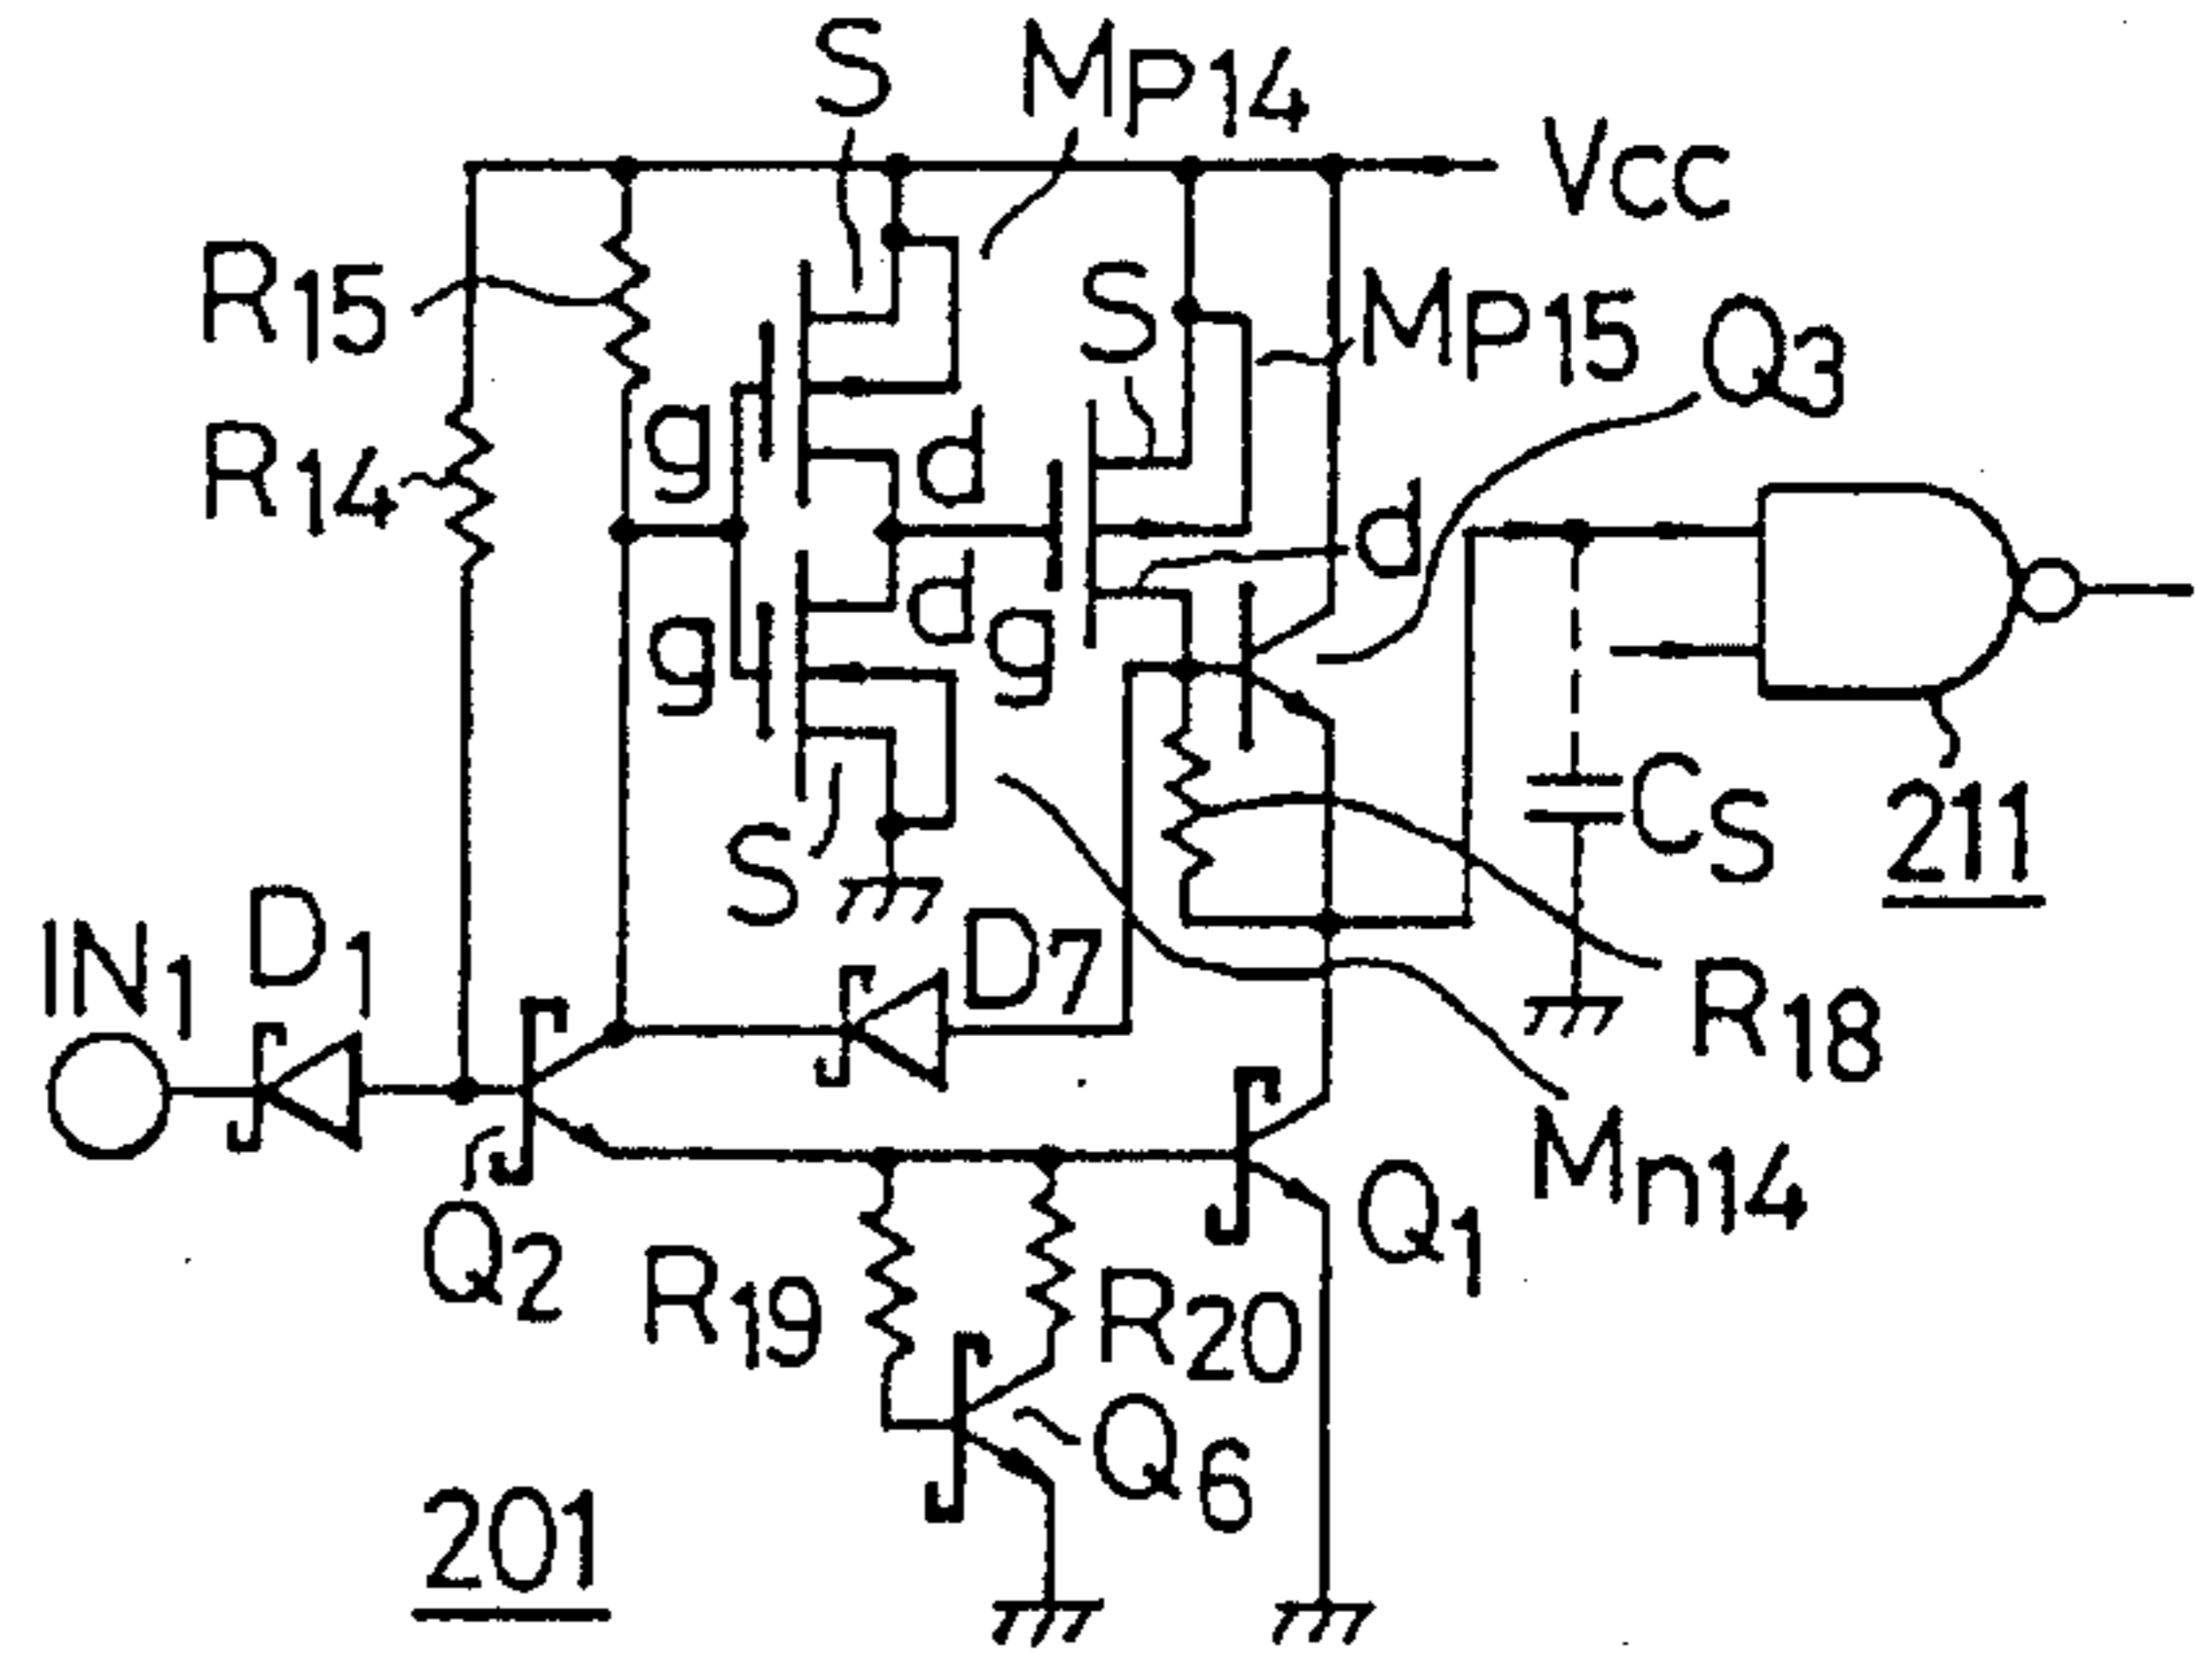 S MP14
VCC
R15 S MP15 Q3
R14 g d d
g d g
S CS 211
IN1 D1 D7 R18
Mn14
Q2 R19 R20 Q1
Q6
201